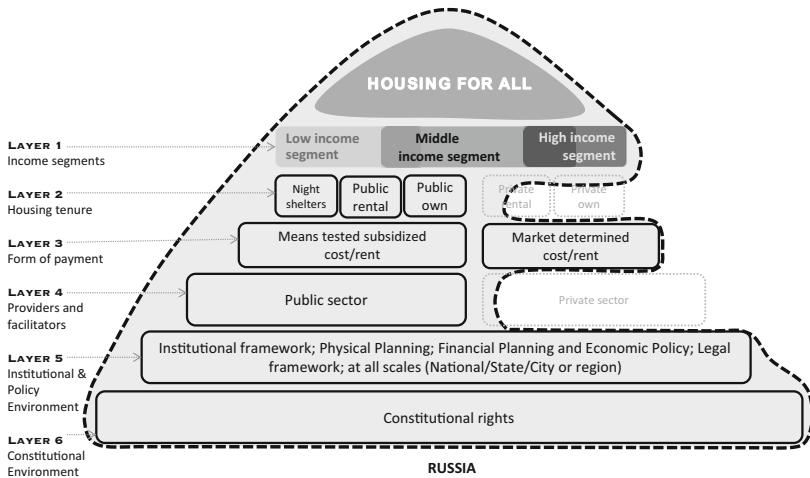 HOUSING FOR ALL
LAYER 1
Income segments
Low income
segment
Middle
income segment
High income
segment
LAYER 2
Housing tenure
Night
shelters
Public
rental
Public
own
Private
rental
Private
own
LAYER 3
Form of payment
Means tested subsidized
cost/rent
Market determined
cost/rent
LAYER 4
Providers and
facilitators
Public sector
Private sector
LAYER 5
Institutional &
Policy
Environment
Institutional framework; Physical Planning; Financial Planning and Economic Policy; Legal
framework; at all scales (National/State/City or region)
LAYER 6
Constitutional
Environment
Constitutional rights
RUSSIA